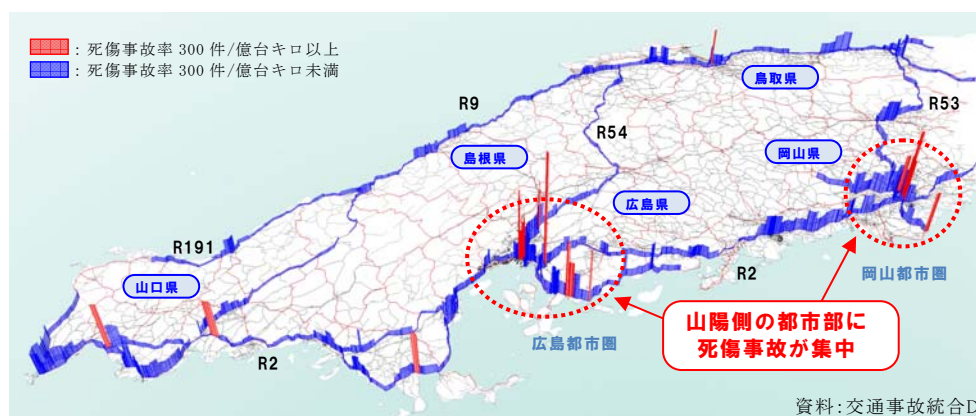 ：死傷事故率 300 件/億台キロ以上
：死傷事故率 300 件/億台キロ未満
鳥取県
R9
R53
R54
島根県
岡山県
広島県
R191
山口県
R2
岡山都市圏
R2
広島都市圏
山陽側の都市部に
死傷事故が集中
資料：交通事故統合D